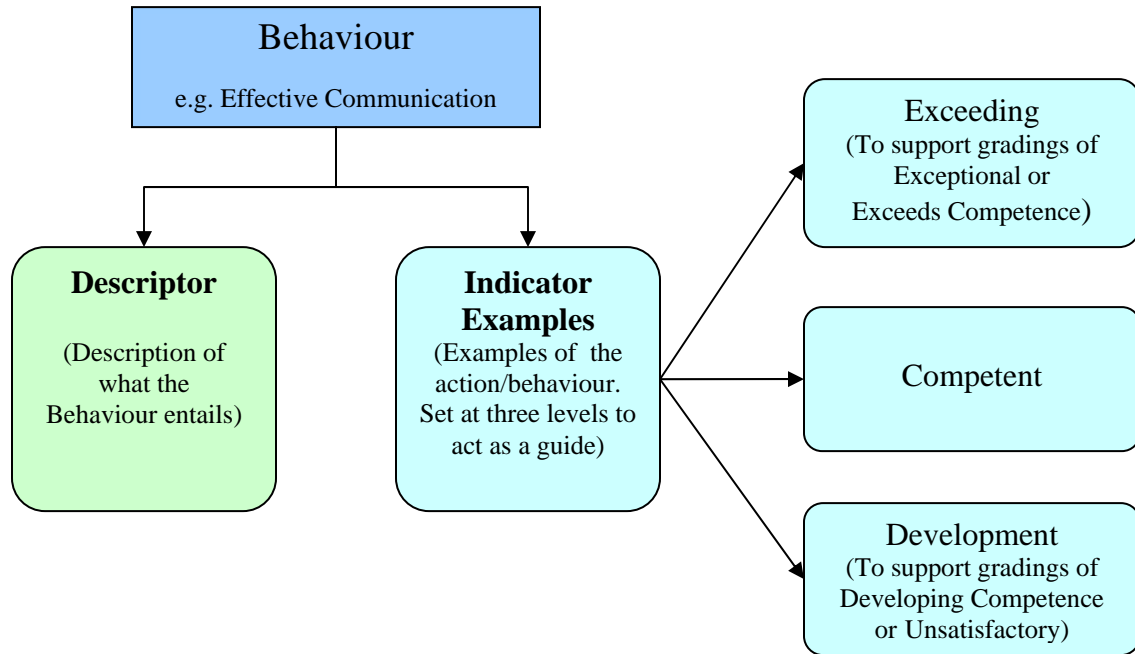 Behaviour
e.g. Effective Communication
Descriptor
(Description of
what the
Behaviour entails)
Indicator
Examples
(Examples of the
action/behaviour.
Set at three levels to
act as a guide)
Exceeding
(To support gradings of
Exceptional or
Exceeds Competence)
Competent
Development
(To support gradings of
Developing Competence
or Unsatisfactory)